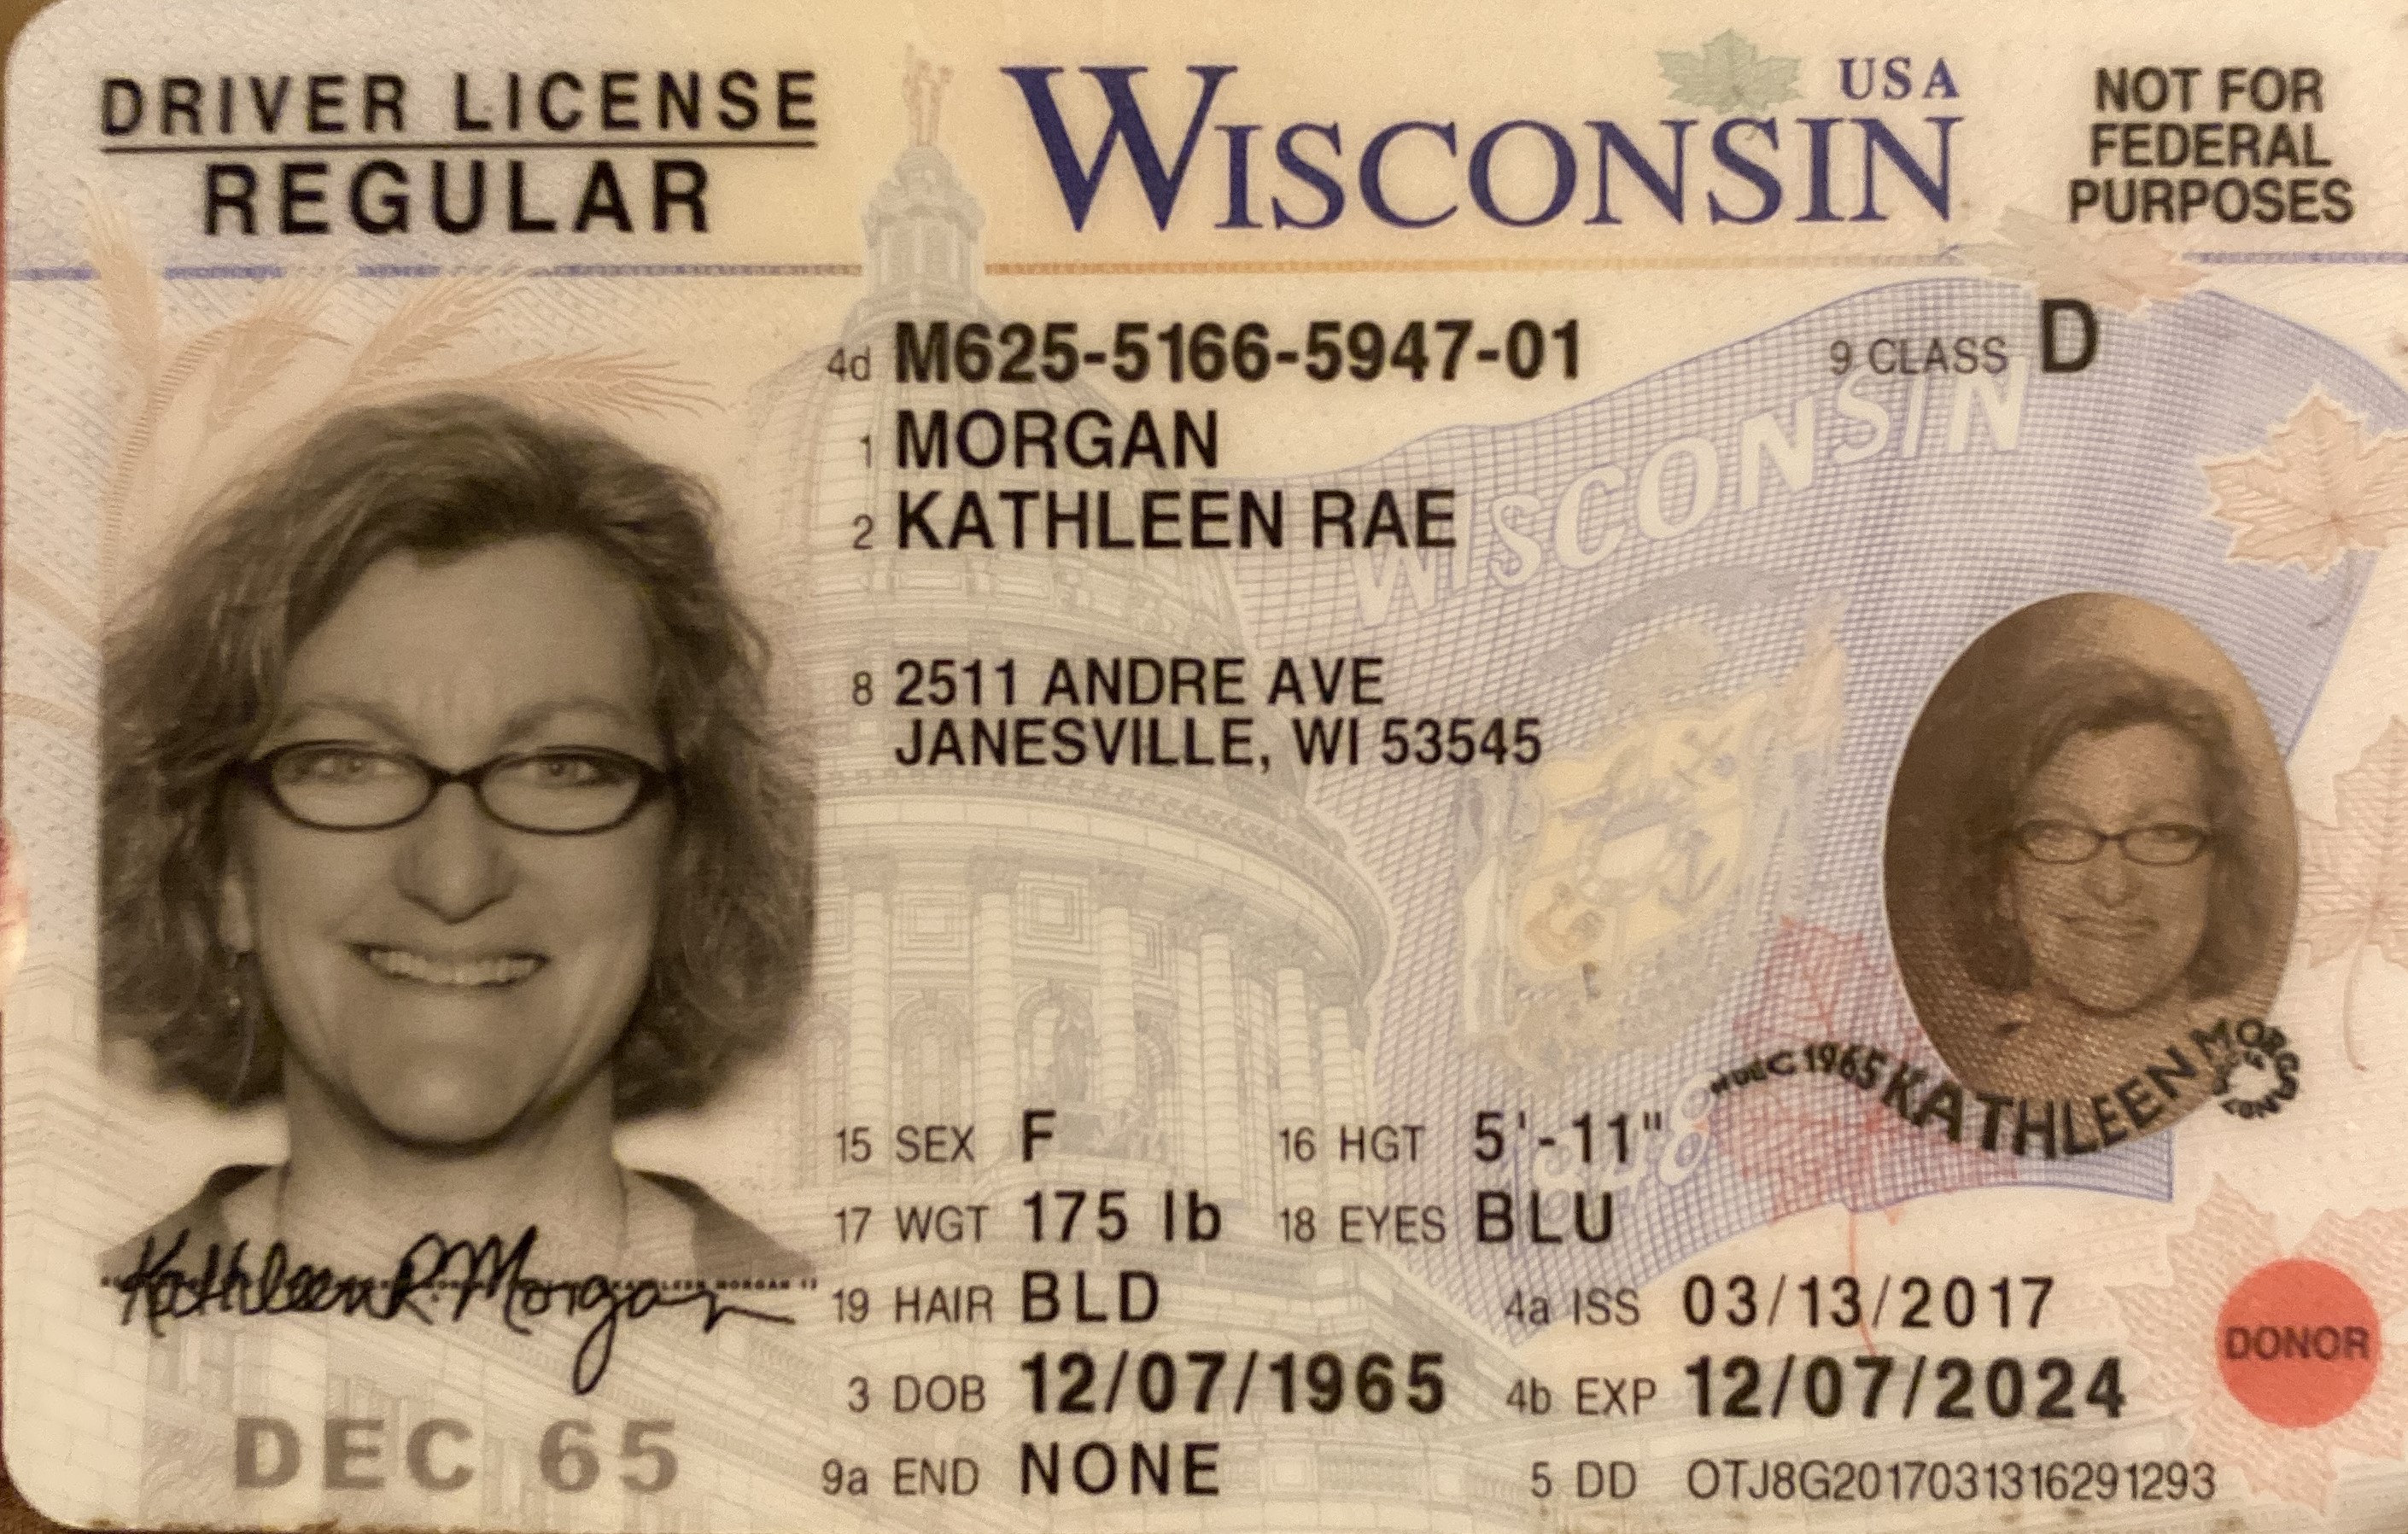 DRIVER LICENSE
REGULAR
WISCONSIN USA
NOT FOR
FEDERAL
PURPOSES
4d M625-5166-5947-01
9 CLASS D
1 MORGAN
2 KATHLEEN RAE
8 2511 ANDRE AVE
JANESVILLE, WI 53545
WISCONSIN
DEC 1965 KATHLEEN MORGAN
15 SEX F 16 HGT 5'-11"
17 WGT 175 lb 18 EYES BLU
19 HAIR BLD 4a ISS 03/13/2017
3 DOB 12/07/1965 4b EXP 12/07/2024
9a END NONE 5 DD OTJ8G2017031316291293
Kathleen R. Morgan
KATHLEEN MORGAN
DEC 65
DONOR